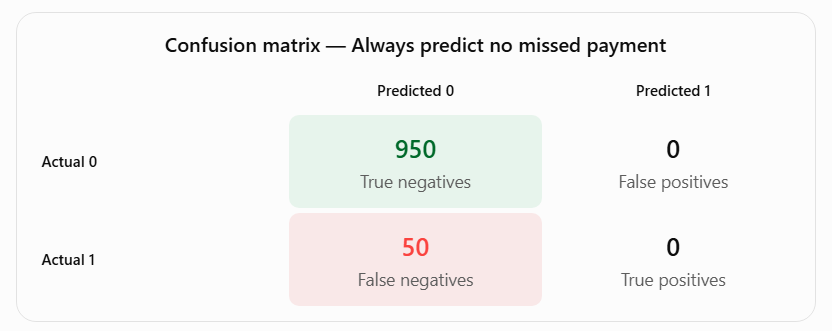 Confusion matrix — Always predict no missed payment
Predicted 0 Predicted 1
Actual 0 950 0
True negatives False positives
Actual 1 50 0
False negatives True positives